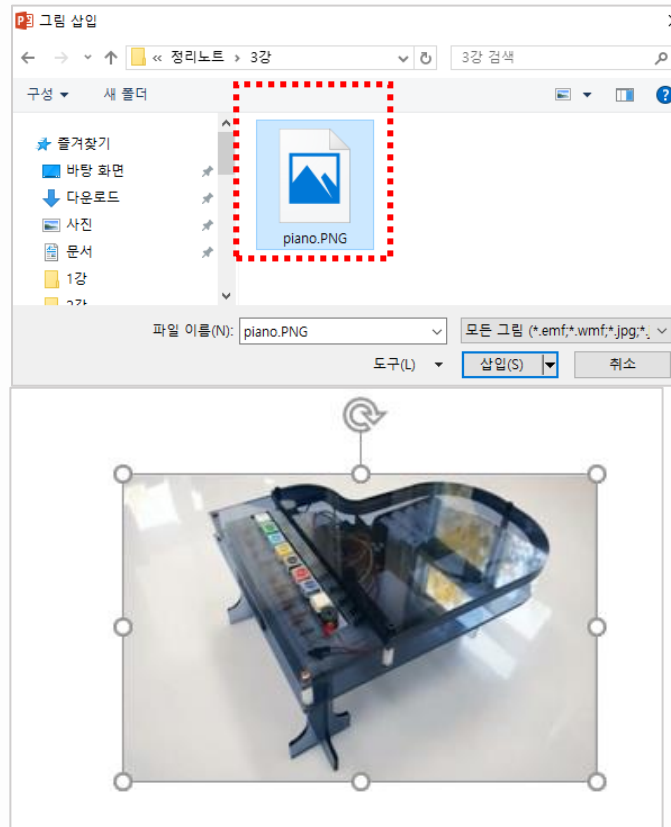 그림 삽입
« 정리노트 > 3강
3강 검색
구성
새 폴더
즐겨찾기
바탕 화면
다운로드
사진
문서
1강
piano.PNG
파일 이름(N):
piano.PNG
모든 그림 (*.emf;*.wmf;*.jpg;*.
도구(L)
삽입(S)
취소